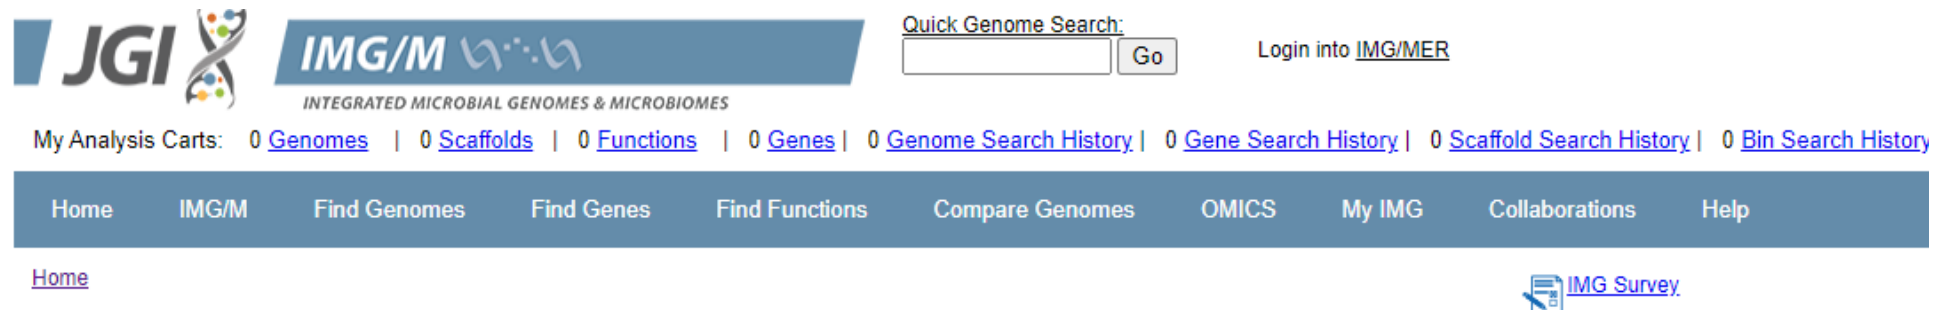 JGI IMG/M
INTEGRATED MICROBIAL GENOMES & MICROBIOMES
Quick Genome Search:
Go
Login into IMG/MER
My Analysis Carts: 0 Genomes | 0 Scaffolds | 0 Functions | 0 Genes | 0 Genome Search History | 0 Gene Search History | 0 Scaffold Search History | 0 Bin Search History
Home IMG/M Find Genomes Find Genes Find Functions Compare Genomes OMICS My IMG Collaborations Help
Home
IMG Survey